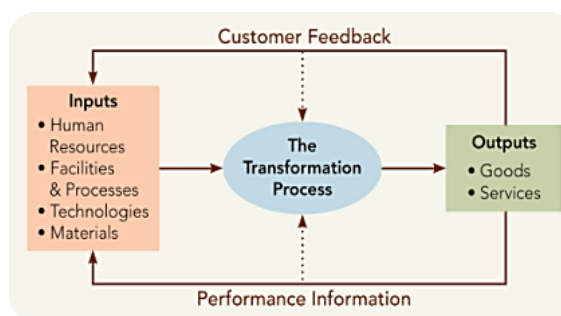 Customer Feedback
Inputs
• Human
Resources
• Facilities
& Processes
• Technologies
• Materials
The
Transformation
Process
Outputs
• Goods
• Services
Performance Information